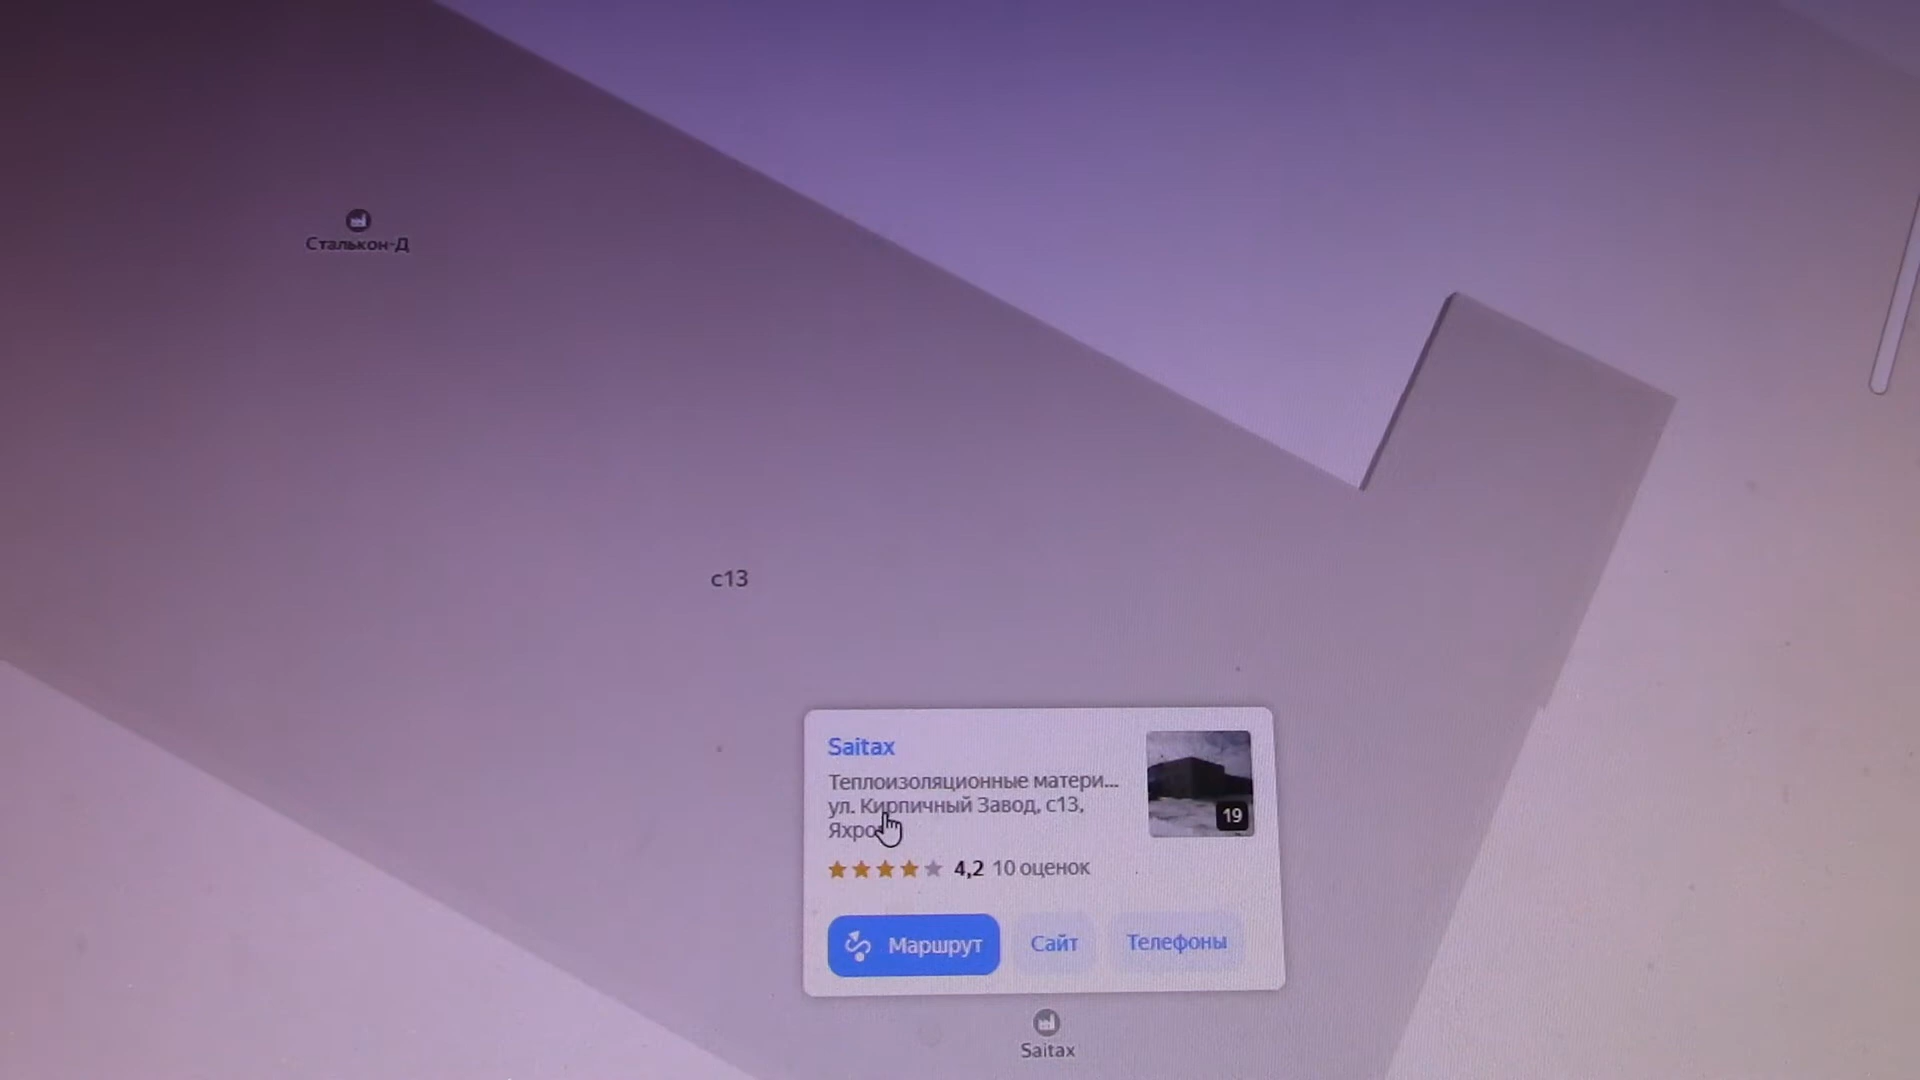 Сталькон-Д
с13
Saitax
Теплоизоляционные матери...
ул. Кирпичный Завод, с13,
19
4,2 10 оценок
Маршрут
Сайт
Телефоны
Saitax